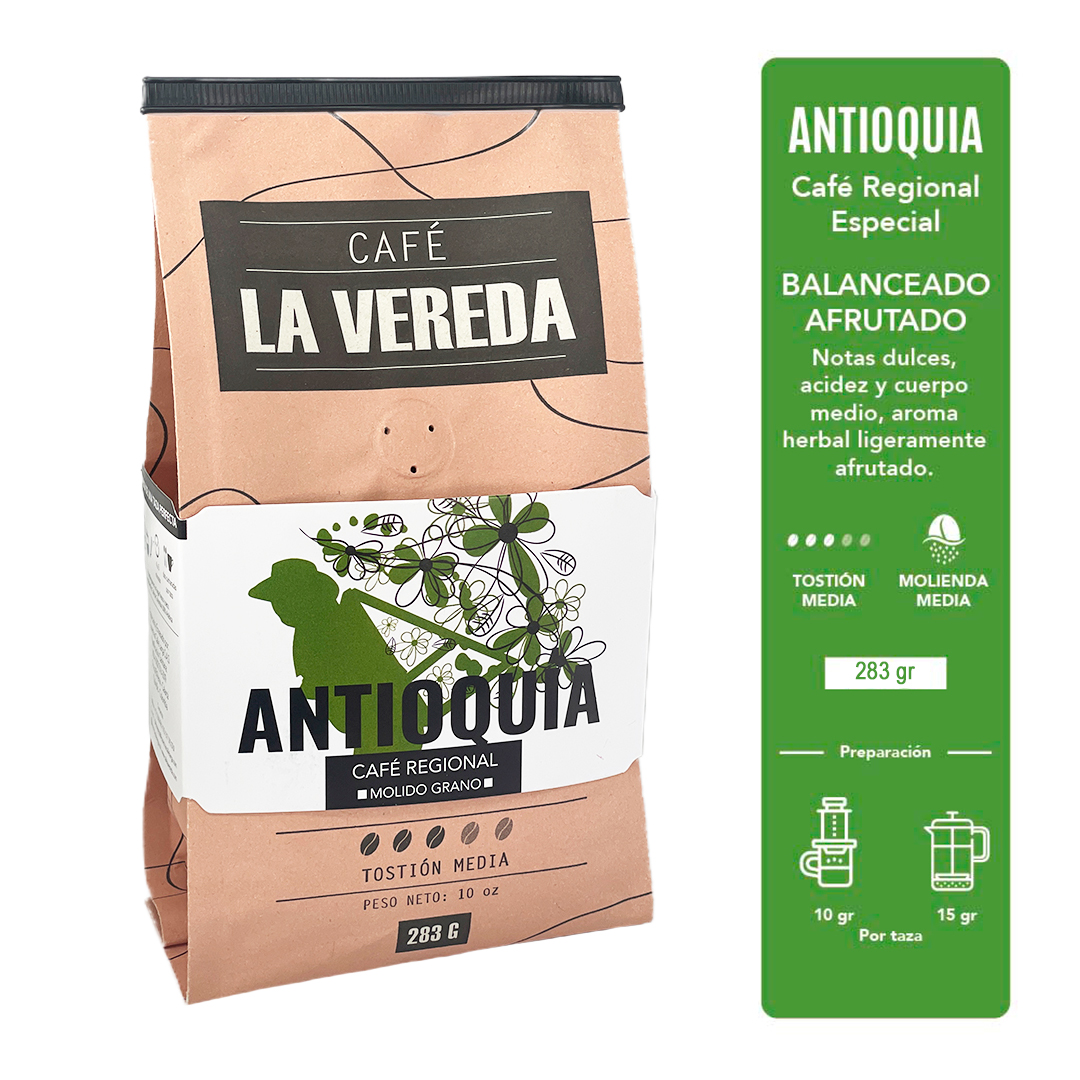 CAFÉ
LA VEREDA
ANTIOQUIA
CAFÉ REGIONAL
MOLIDO GRANO
TOSTIÓN MEDIA
PESO NETO: 10 oz
283 G
ANTIOQUIA
Café Regional
Especial
BALANCEADO
AFRUTADO
Notas dulces,
acidez y cuerpo
medio, aroma
herbal ligeramente
afrutado.
TOSTIÓN
MEDIA
MOLIENDA
MEDIA
283 gr
Preparación
10 gr
15 gr
Por taza